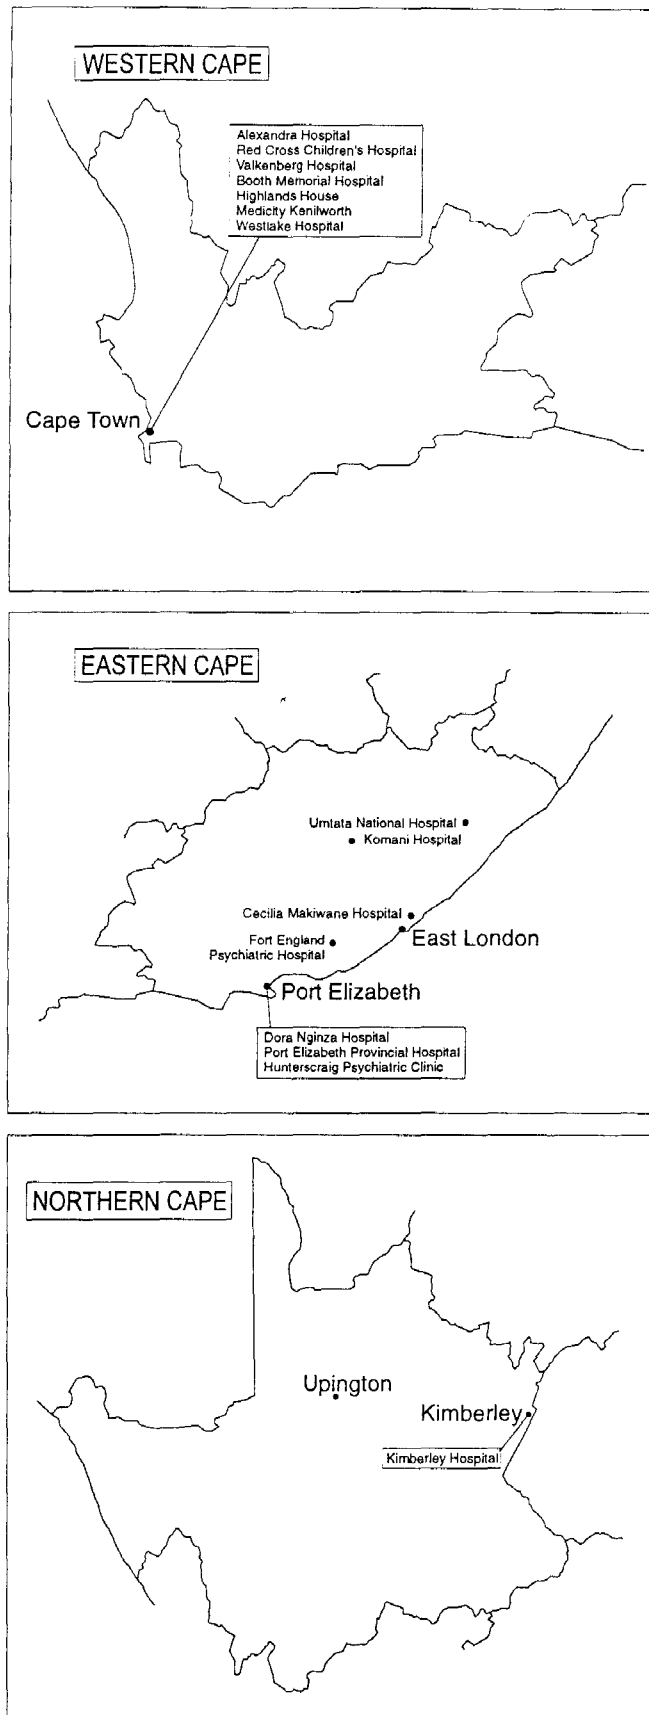 WESTERN CAPE
Alexandra Hospital
Red Cross Children's Hospital
Valkenberg Hospital
Booth Memorial Hospital
Highlands House
Medicity Kenilworth
Westlake Hospital
Cape Town
EASTERN CAPE
Umtata National Hospital
Komani Hospital
Cecilia Makiwane Hospital
East London
Fort England
Psychiatric Hospital
Port Elizabeth
Dora Nginza Hospital
Port Elizabeth Provincial Hospital
Hunterscraig Psychiatric Clinic
NORTHERN CAPE
Upington
Kimberley
Kimberley Hospital